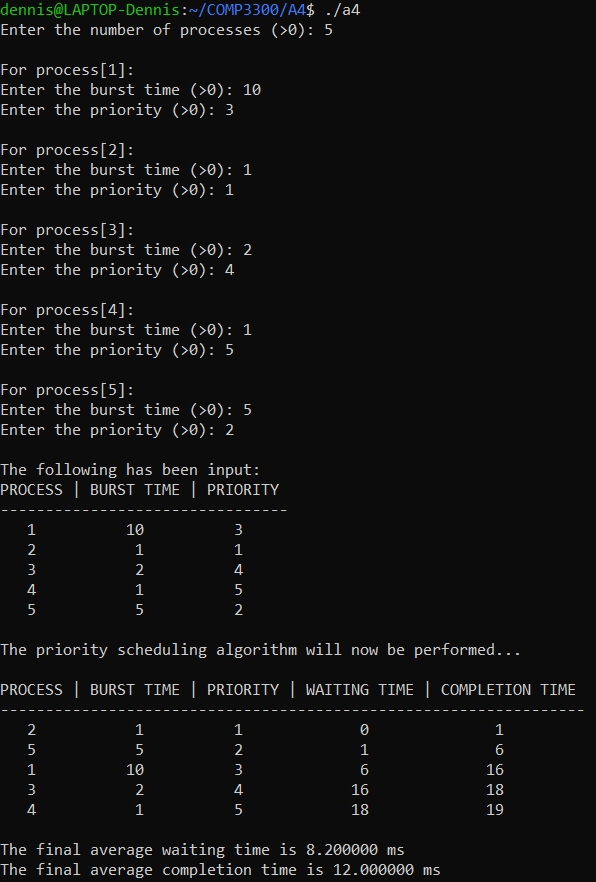 dennis@LAPTOP-Dennis:~/COMP3300/A4$ ./a4
Enter the number of processes (>0): 5

For process[1]:
Enter the burst time (>0): 10
Enter the priority (>0): 3

For process[2]:
Enter the burst time (>0): 1
Enter the priority (>0): 1

For process[3]:
Enter the burst time (>0): 2
Enter the priority (>0): 4

For process[4]:
Enter the burst time (>0): 1
Enter the priority (>0): 5

For process[5]:
Enter the burst time (>0): 5
Enter the priority (>0): 2

The following has been input:
PROCESS | BURST TIME | PRIORITY
--------------------------------
   1          10          3
   2           1          1
   3           2          4
   4           1          5
   5           5          2

The priority scheduling algorithm will now be performed...

PROCESS | BURST TIME | PRIORITY | WAITING TIME | COMPLETION TIME
-----------------------------------------------------------------
   2           1          1             0              1
   5           5          2             1              6
   1          10          3             6             16
   3           2          4            16             18
   4           1          5            18             19

The final average waiting time is 8.200000 ms
The final average completion time is 12.000000 ms